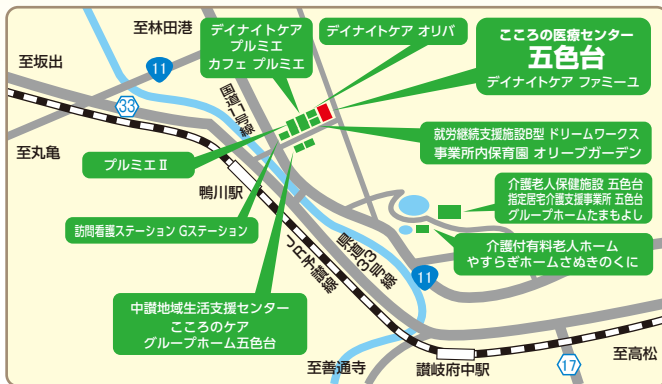 至林田港
デイナイトケア
プルミエ
カフェ プルミエ
デイナイトケア オリバ
こころの医療センター
五色台
デイナイトケア ファミーユ
至坂出
11
国道11号線
33
就労継続支援施設B型 ドリームワークス
事業所内保育園 オリーブガーデン
至丸亀
プルミエⅡ
鴨川駅
介護老人保健施設 五色台
指定居宅介護支援事業所 五色台
グループホームたまもよし
訪問看護ステーション Gステーション
介護付有料老人ホーム
やすらぎホームさぬきのくに
JR予讃線
県道33号線
11
中讃地域生活支援センター
こころのケア
グループホーム五色台
至善通寺
讃岐府中駅
17
至高松